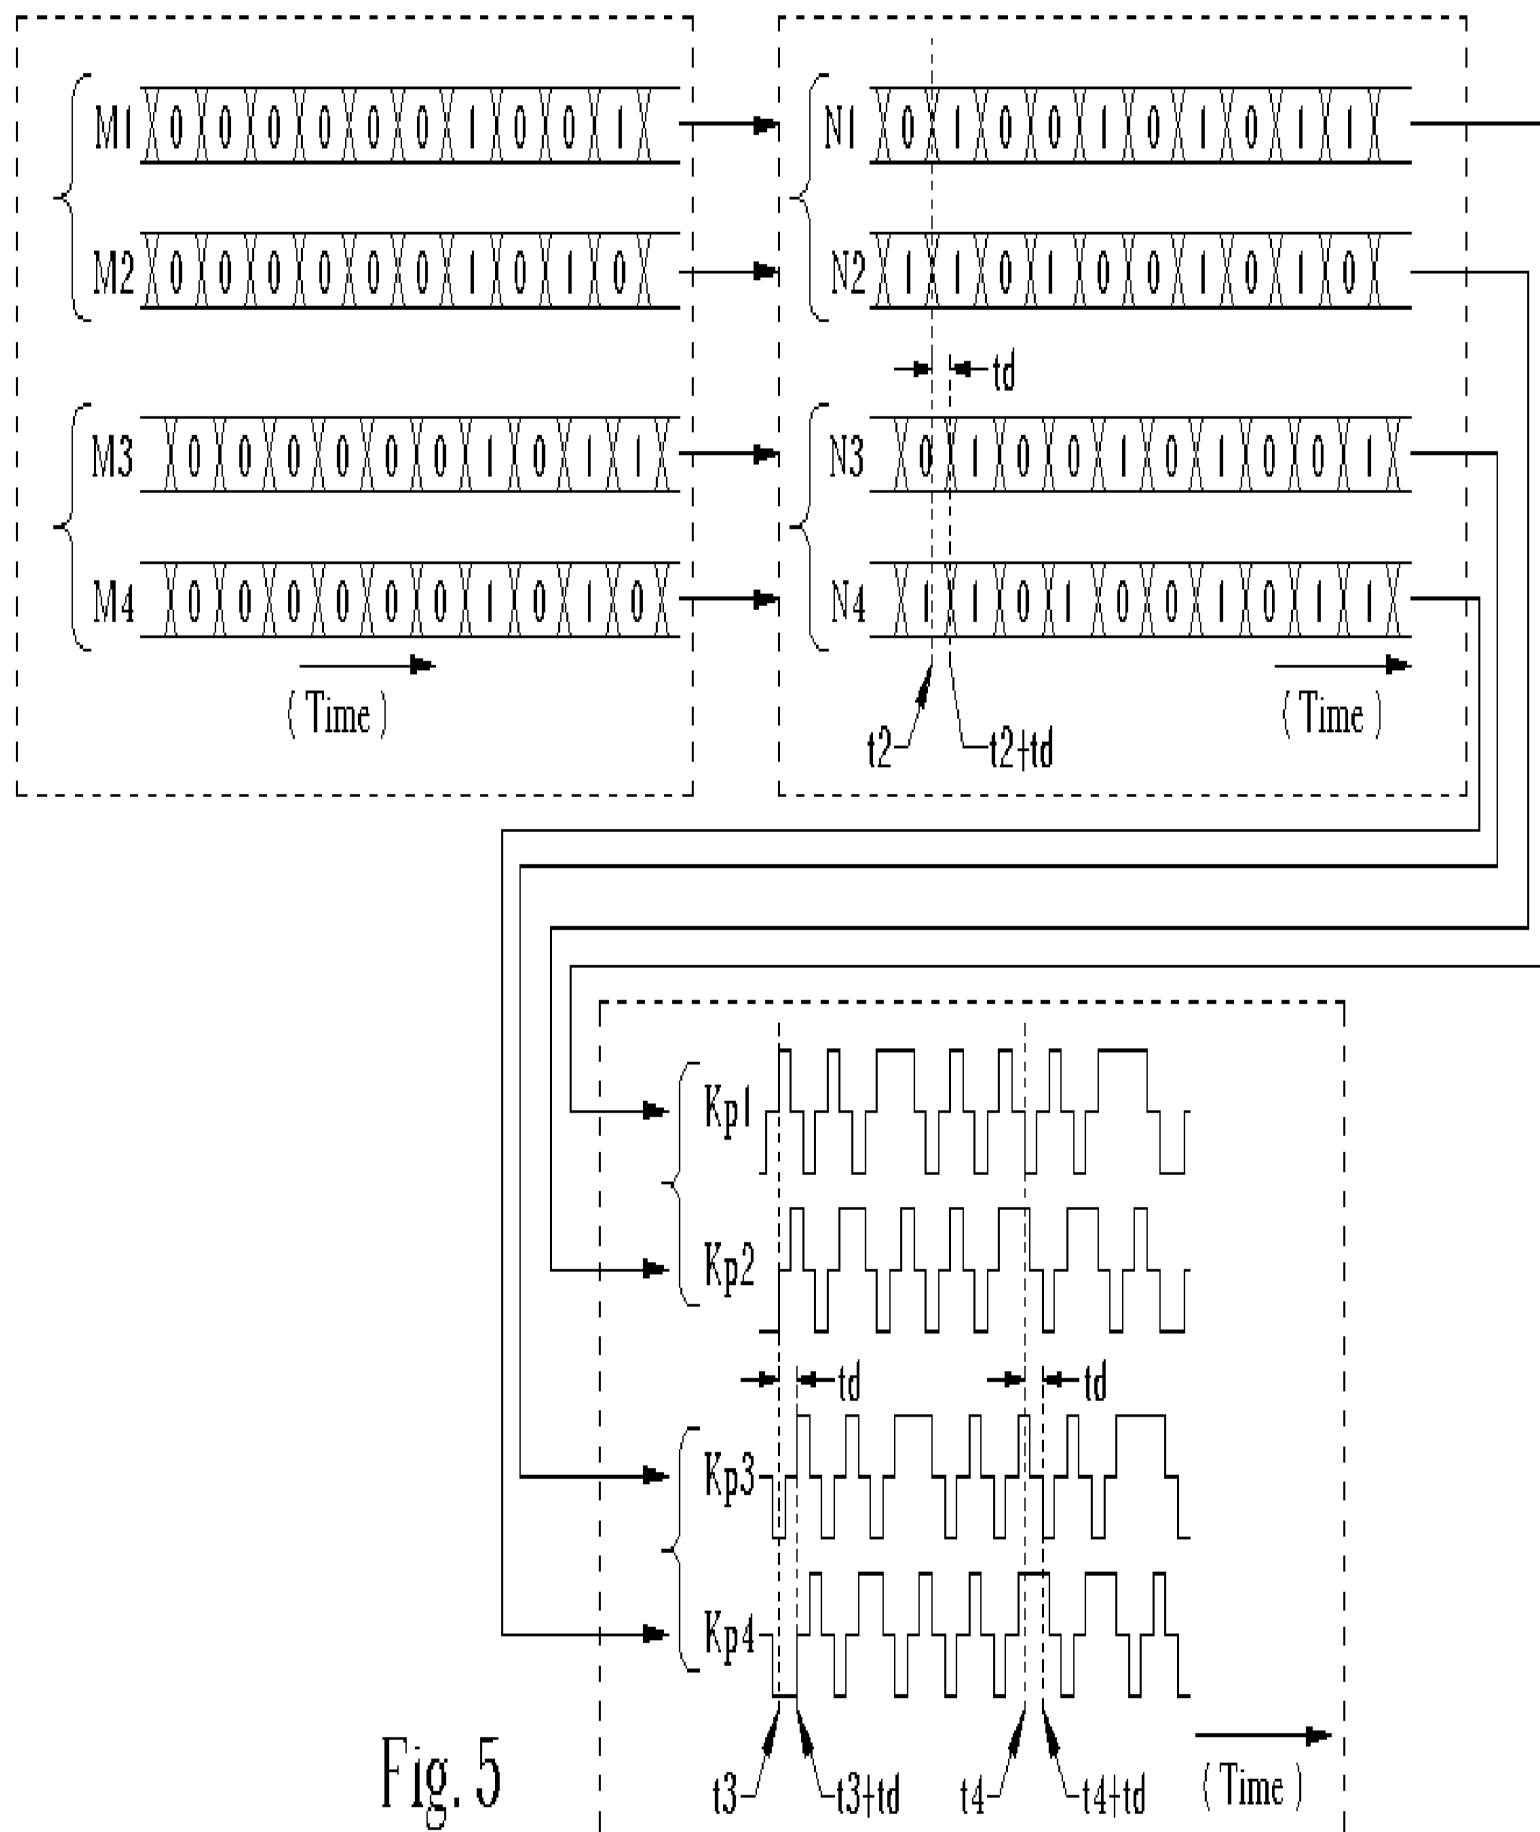 M1 0 0 0 0 0 0 1 0 0 1
N1 0 1 0 0 1 0 1 0 1 1
M2 0 0 0 0 0 0 1 0 1 0
N2 1 1 0 1 0 0 1 0 1 0
td
M3 0 0 0 0 0 0 1 0 1 1
N3 0 1 0 0 1 0 1 0 0 1
M4 0 0 0 0 0 0 1 0 1 0
N4 1 1 0 1 0 0 1 0 1 1
(Time)
(Time)
t2
t2+td
Kp1
Kp2
td
td
Kp3
Kp4
t3
t3+td
t4
t4+td
(Time)
Fig. 5